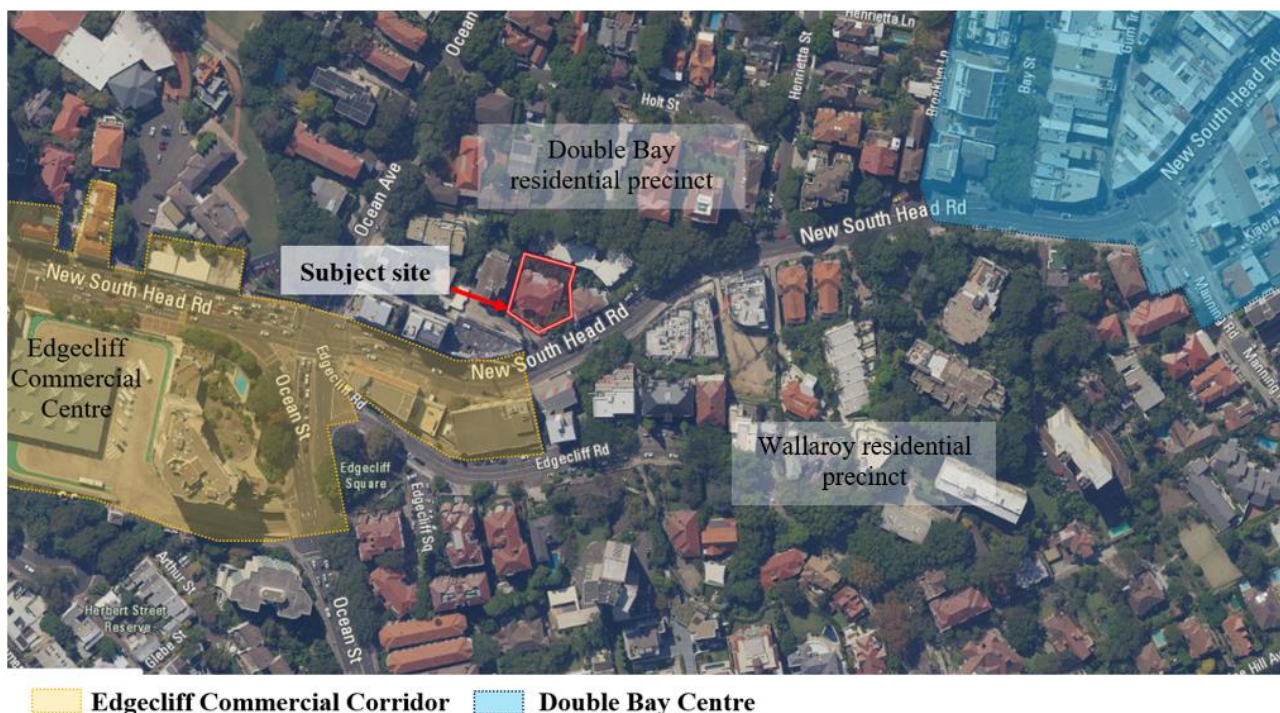 Henrietta Ln
Ocean
Henrietta St
Brooklyn Ln
Bay St
Holt St
New South Head Rd
Double Bay
residential precinct
Ocean Ave
New South Head Rd
Subject site
New South Head Rd
Manning Rd
Manning Rd
New South Head Rd
Edgecliff
Commercial
Centre
Edgecliff Rd
Ocean St
Edgecliff Rd
Wallaroy residential
precinct
Edgecliff
Square
Edgecliff Sq
Arthur St
Herbert Street
Reserve
Glebe St
Ocean St
Edgecliff Commercial Corridor
Double Bay Centre